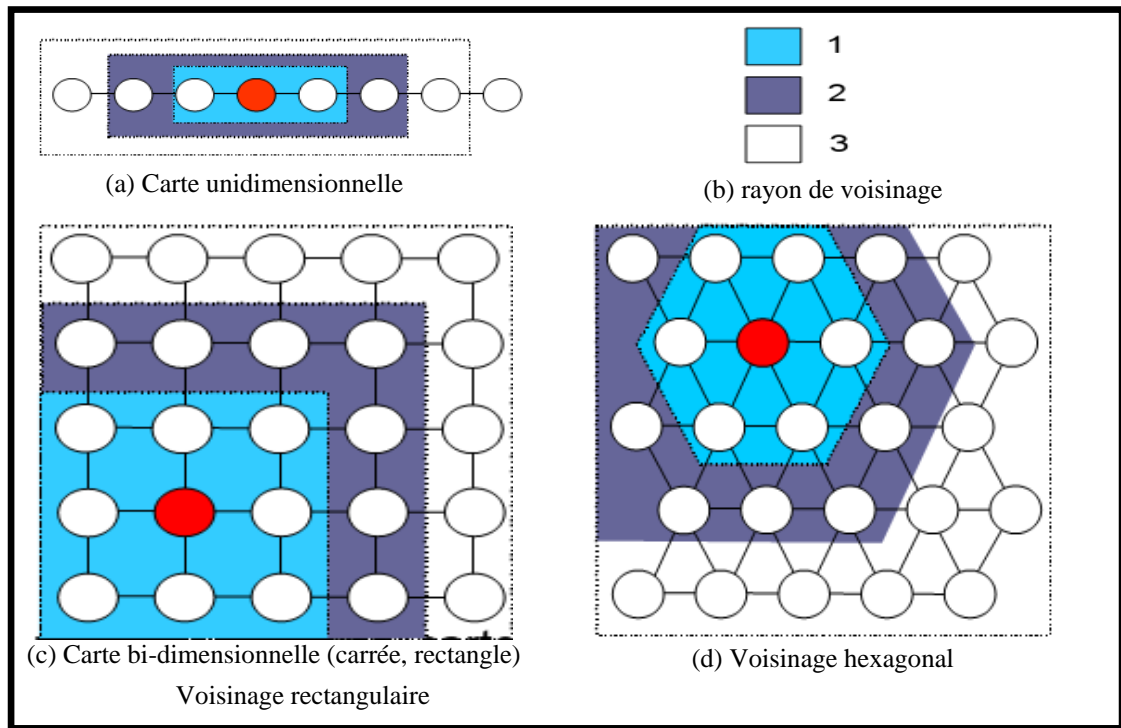 1
2
3
(a) Carte unidimensionnelle
(b) rayon de voisinage
(c) Carte bi-dimensionnelle (carrée, rectangle)
Voisinage rectangulaire
(d) Voisinage hexagonal